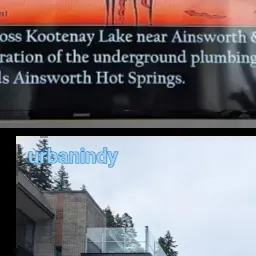 oss Kootenay Lake near Ainsworth &
ration of the underground plumbing
ls Ainsworth Hot Springs.
urbanindy